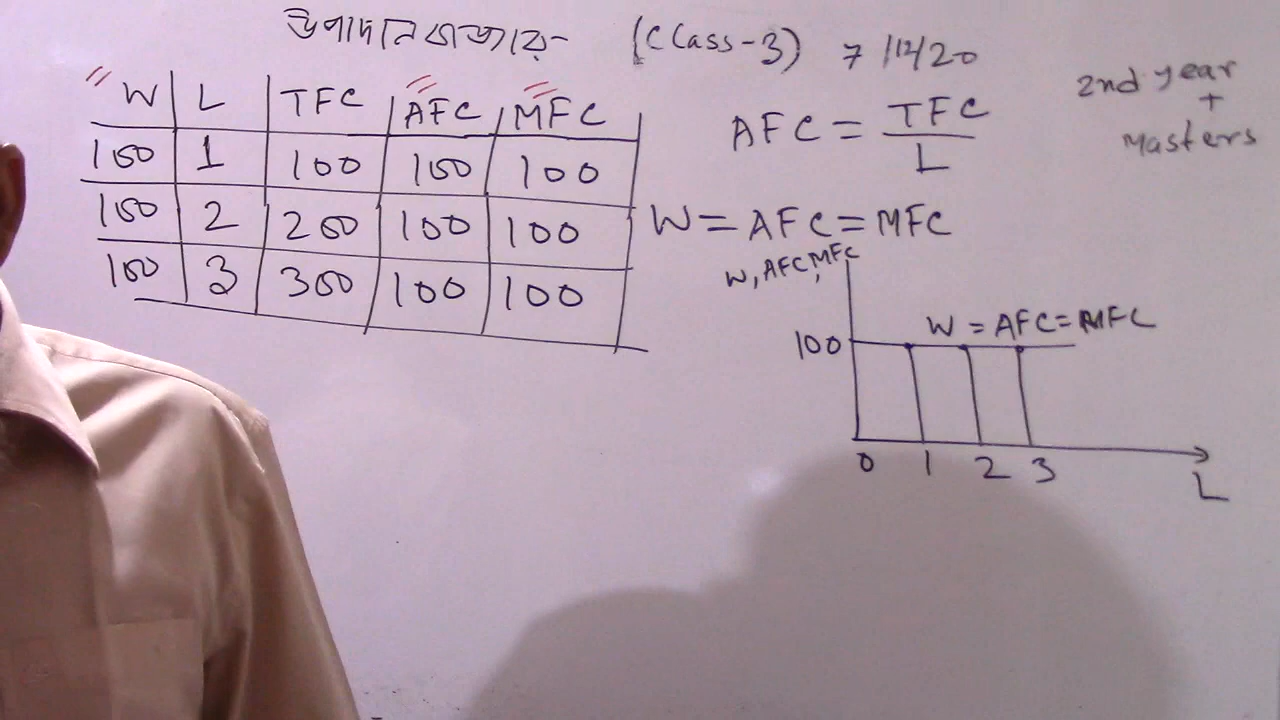 উপাদান বাজার- (Class-3) 7/12/20
2nd year
+
Masters
W L TFC AFC MFC
100 1 100 100 100
100 2 200 100 100
100 3 300 100 100
AFC = TFC
L
W = AFC = MFC
W, AFC, MFC
W = AFC = MFC
100
0 1 2 3
L